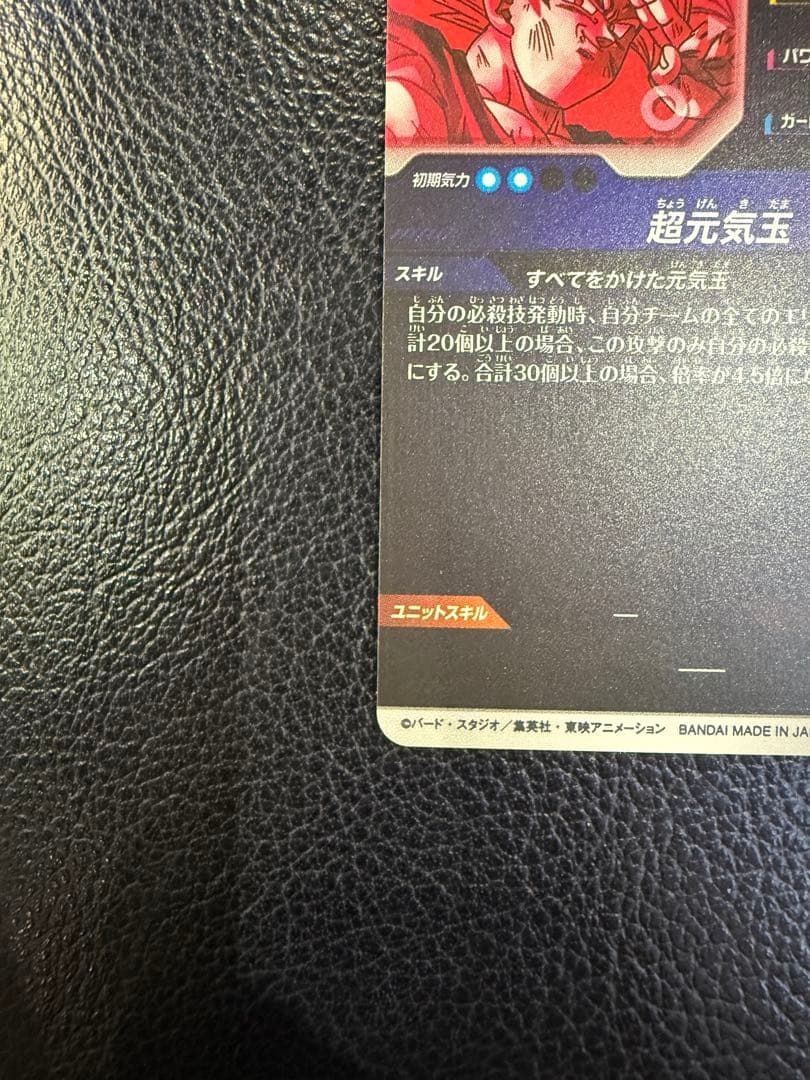 パワ
ガー
初期気力
ちょう げん き だま
超元気玉
スキル
すべてをかけた元気玉
自分の必殺技発動時、自分チームの全ての
計20個以上の場合、この攻撃のみ自分の必殺
にする。合計30個以上の場合、倍率が4.5倍に
ユニットスキル
—
—
©バード・スタジオ／集英社・東映アニメーション BANDAI MADE IN JA